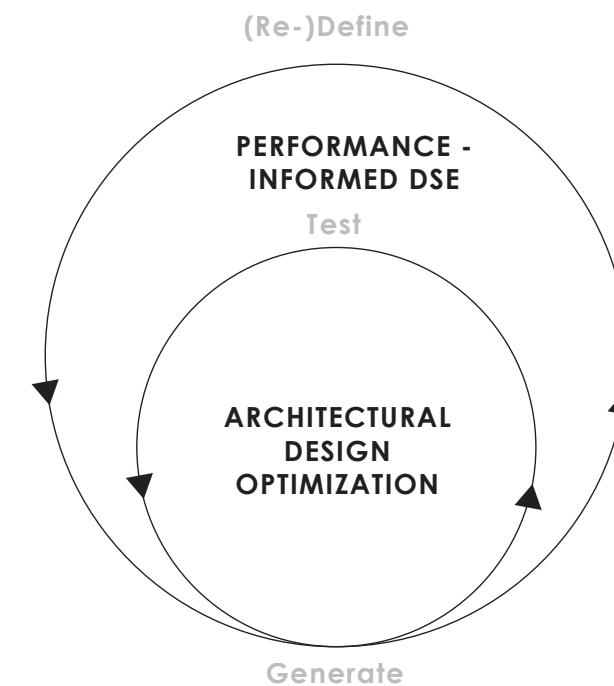 (Re-)Define
PERFORMANCE -
INFORMED DSE
Test
ARCHITECTURAL
DESIGN
OPTIMIZATION
Generate